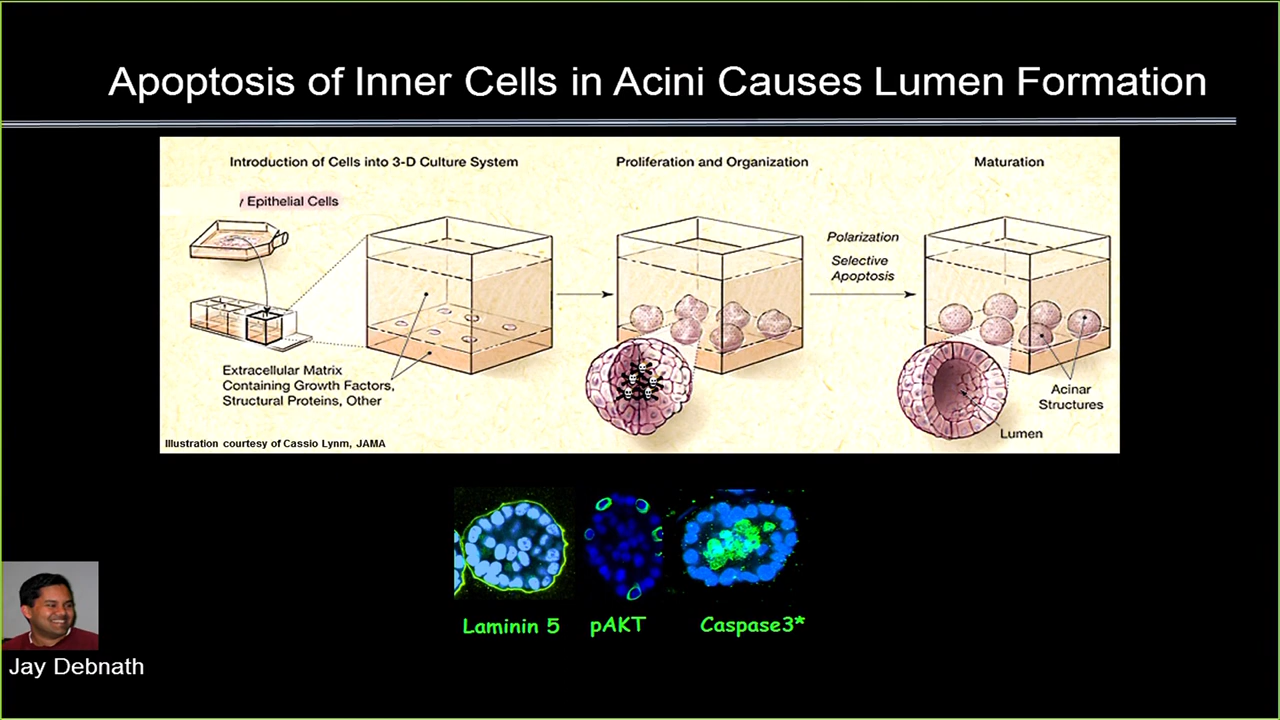 Apoptosis of Inner Cells in Acini Causes Lumen Formation
Introduction of Cells into 3-D Culture System
Proliferation and Organization
Maturation
Epithelial Cells
Polarization
Selective
Apoptosis
Extracellular Matrix
Containing Growth Factors,
Structural Proteins, Other
Acinar
Structures
Lumen
Illustration courtesy of Cassio Lynm, JAMA
Laminin 5
pAKT
Caspase3*
Jay Debnath